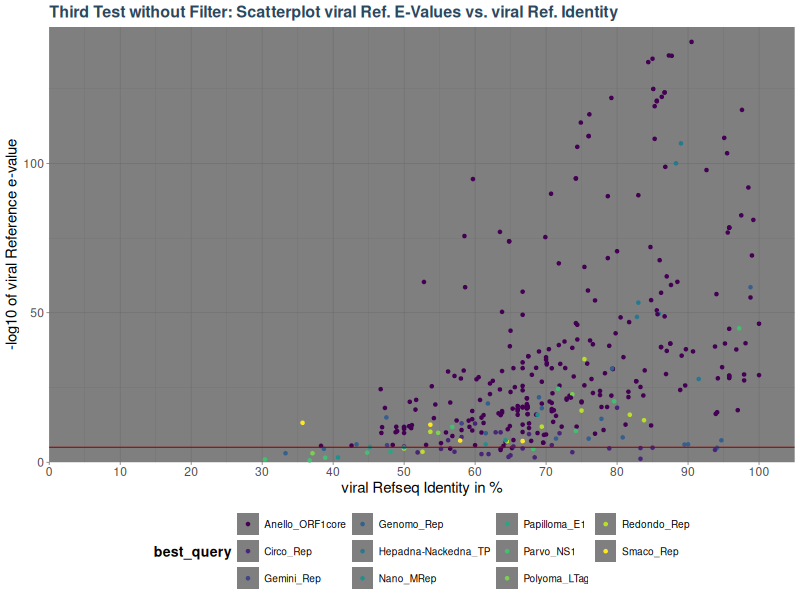 Third Test without Filter: Scatterplot viral Ref. E-Values vs. viral Ref. Identity
-log10 of viral Reference e-value
100
50
0
0 10 20 30 40 50 60 70 80 90 100
viral Refseq Identity in %
best_query
Anello_ORF1core Genomo_Rep Papilloma_E1 Redondo_Rep
Circo_Rep Hepadna-Nackedna_TP Parvo_NS1 Smaco_Rep
Gemini_Rep Nano_MRep Polyoma_LTag